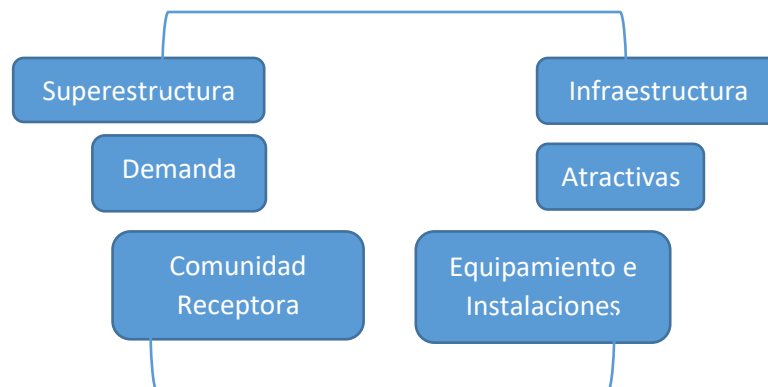 Superestructura
Infraestructura
Demanda
Atractivas
Comunidad
Receptora
Equipamiento e
Instalaciones